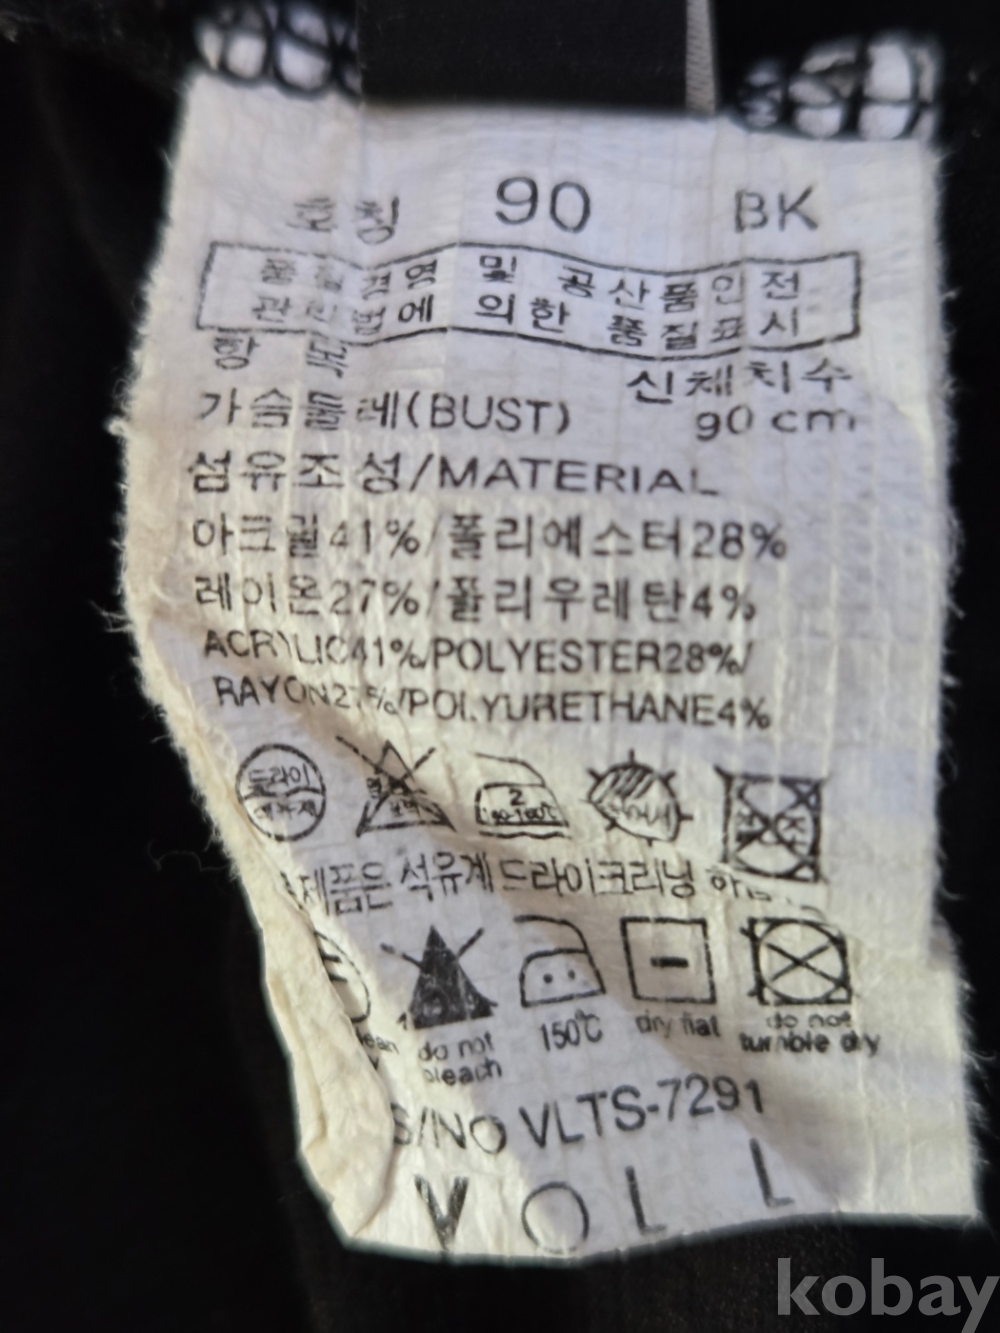 호칭 90 BK
품질경영 및 공산품안전
관리법에 의한 품질표시
항목 신체치수
가슴둘레(BUST) 90 cm
섬유조성/MATERIAL
아크릴41%/폴리에스터28%
레이온27%/폴리우레탄4%
ACRYLIC41%/POLYESTER28%/
RAYON27%/POLYURETHANE4%
드라이
2
제품은 석유계 드라이크리닝
do not bleach
150℃
dry flat
do not tumble dry
S/NO VLTS-7291
V O L L
kobay